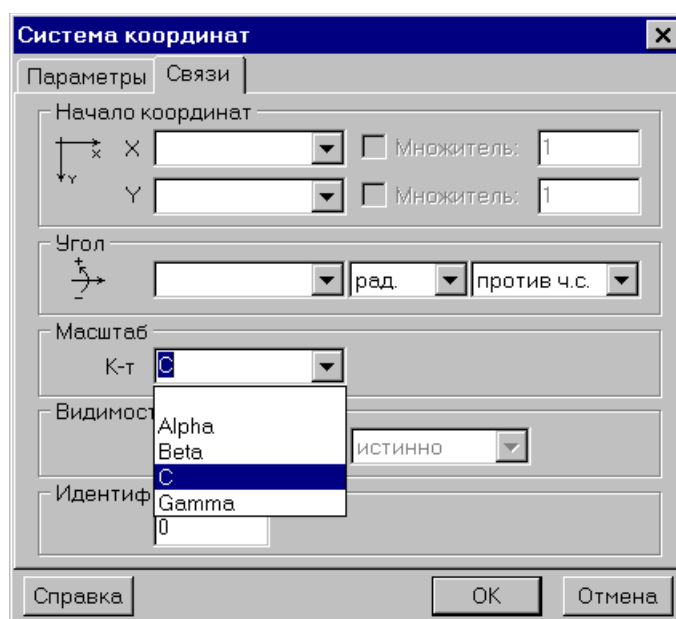 Система координат
Параметры Связи
Начало координат
X X Множитель: 1
Y Y Множитель: 1
Угол
+ - рад. против ч.с.
Масштаб
К-т C
Alpha
Видимост
Beta истинно
C
Идентиф
Gamma
0
Справка OK Отмена